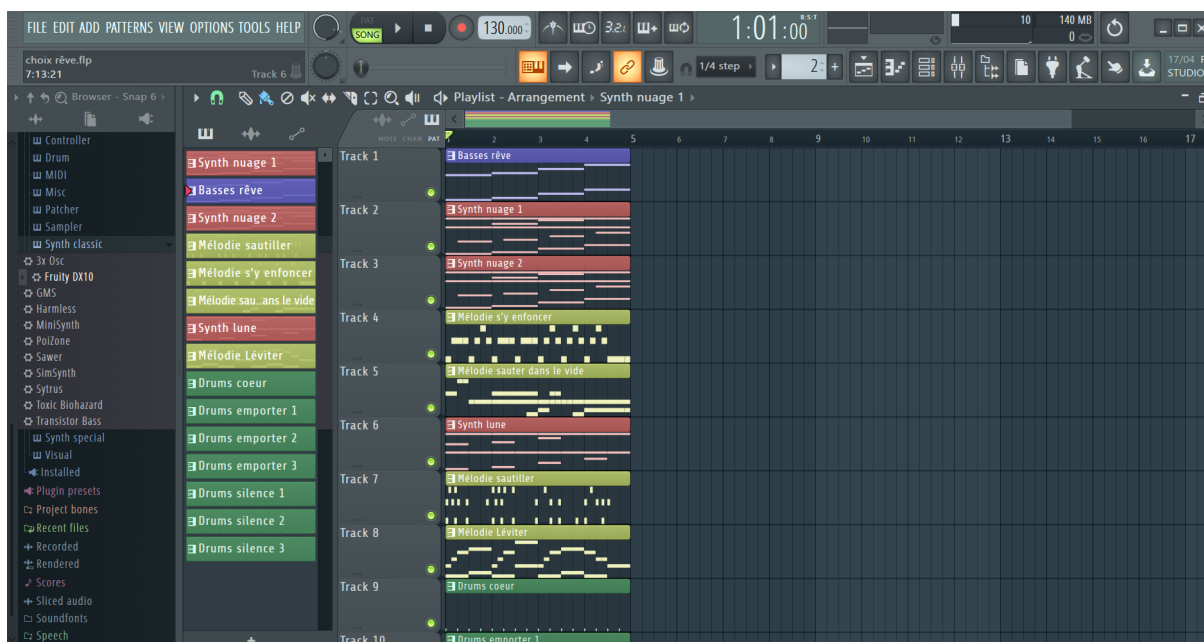 FILE EDIT ADD PATTERNS VIEW OPTIONS TOOLS HELP
PAT
SONG
130.000
3.2.
1:01:00
B:S:T
10
140 MB
0
choix rêve.flp
7:13:21
Track 6
1/4 step
2
17/04
STUDIO
Browser - Snap 6
Playlist - Arrangement
Synth nuage 1
NOTE CHAN PAT
1 2 3 4 5 6 7 8 9 10 11 12 13 14 15 16 17
Controller
Drum
MIDI
Misc
Patcher
Sampler
Synth classic
3x Osc
Fruity DX10
GMS
Harmless
MiniSynth
PoiZone
Sawer
SimSynth
Sytrus
Toxic Biohazard
Transistor Bass
Synth special
Visual
Installed
Plugin presets
Project bones
Recent files
Recorded
Rendered
Scores
Sliced audio
Soundfonts
Speech
Synth nuage 1
Basses rêve
Synth nuage 2
Mélodie sautiller
Mélodie s'y enfoncer
Mélodie sau..ans le vide
Synth lune
Mélodie Léviter
Drums coeur
Drums emporter 1
Drums emporter 2
Drums emporter 3
Drums silence 1
Drums silence 2
Drums silence 3
Track 1
Basses rêve
Track 2
Synth nuage 1
Track 3
Synth nuage 2
Track 4
Mélodie s'y enfoncer
Track 5
Mélodie sauter dans le vide
Track 6
Synth lune
Track 7
Mélodie sautiller
Track 8
Mélodie Léviter
Track 9
Drums coeur
Track 10
Drums emporter 1